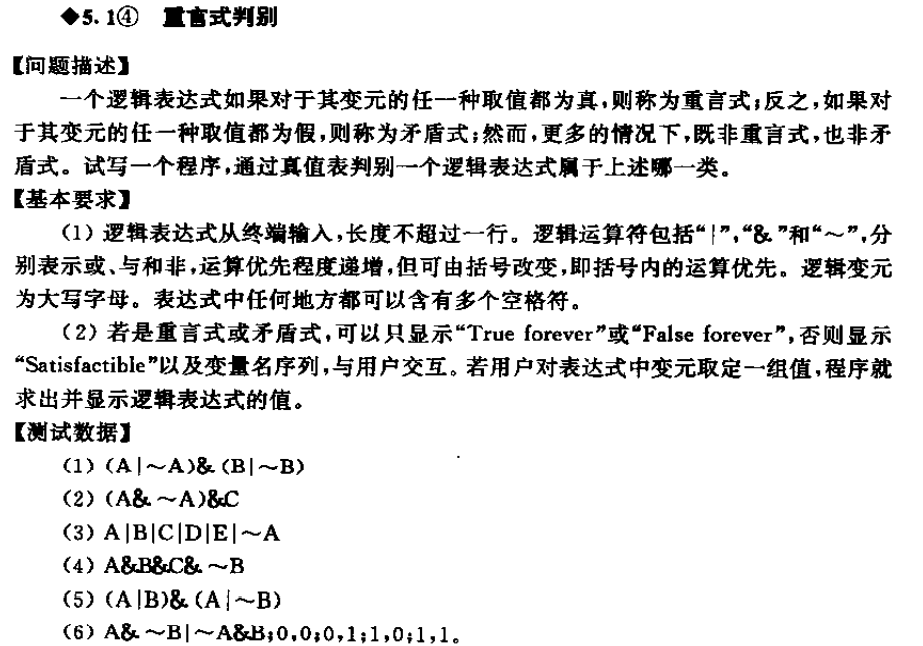 ◆5.1④ 重言式判别
【问题描述】
一个逻辑表达式如果对于其变元的任一种取值都为真,则称为重言式;反之,如果对
于其变元的任一种取值都为假,则称为矛盾式;然而,更多的情况下,既非重言式,也非矛
盾式。试写一个程序,通过真值表判别一个逻辑表达式属于上述哪一类。
【基本要求】
(1) 逻辑表达式从终端输入,长度不超过一行。逻辑运算符包括“|”,“&”和“~”,分
别表示或、与和非,运算优先程度递增,但可由括号改变,即括号内的运算优先。逻辑变元
为大写字母。表达式中任何地方都可以含有多个空格符。
(2) 若是重言式或矛盾式,可以只显示“True forever”或“False forever”,否则显示
“Satisfactible”以及变量名序列,与用户交互。若用户对表达式中变元取定一组值,程序就
求出并显示逻辑表达式的值。
【测试数据】
(1) (A|~A)&(B|~B)
(2) (A&~A)&C
(3) A|B|C|D|E|~A
(4) A&B&C&~B
(5) (A|B)&(A|~B)
(6) A&~B|~A&B;0,0;0,1;1,0;1,1。